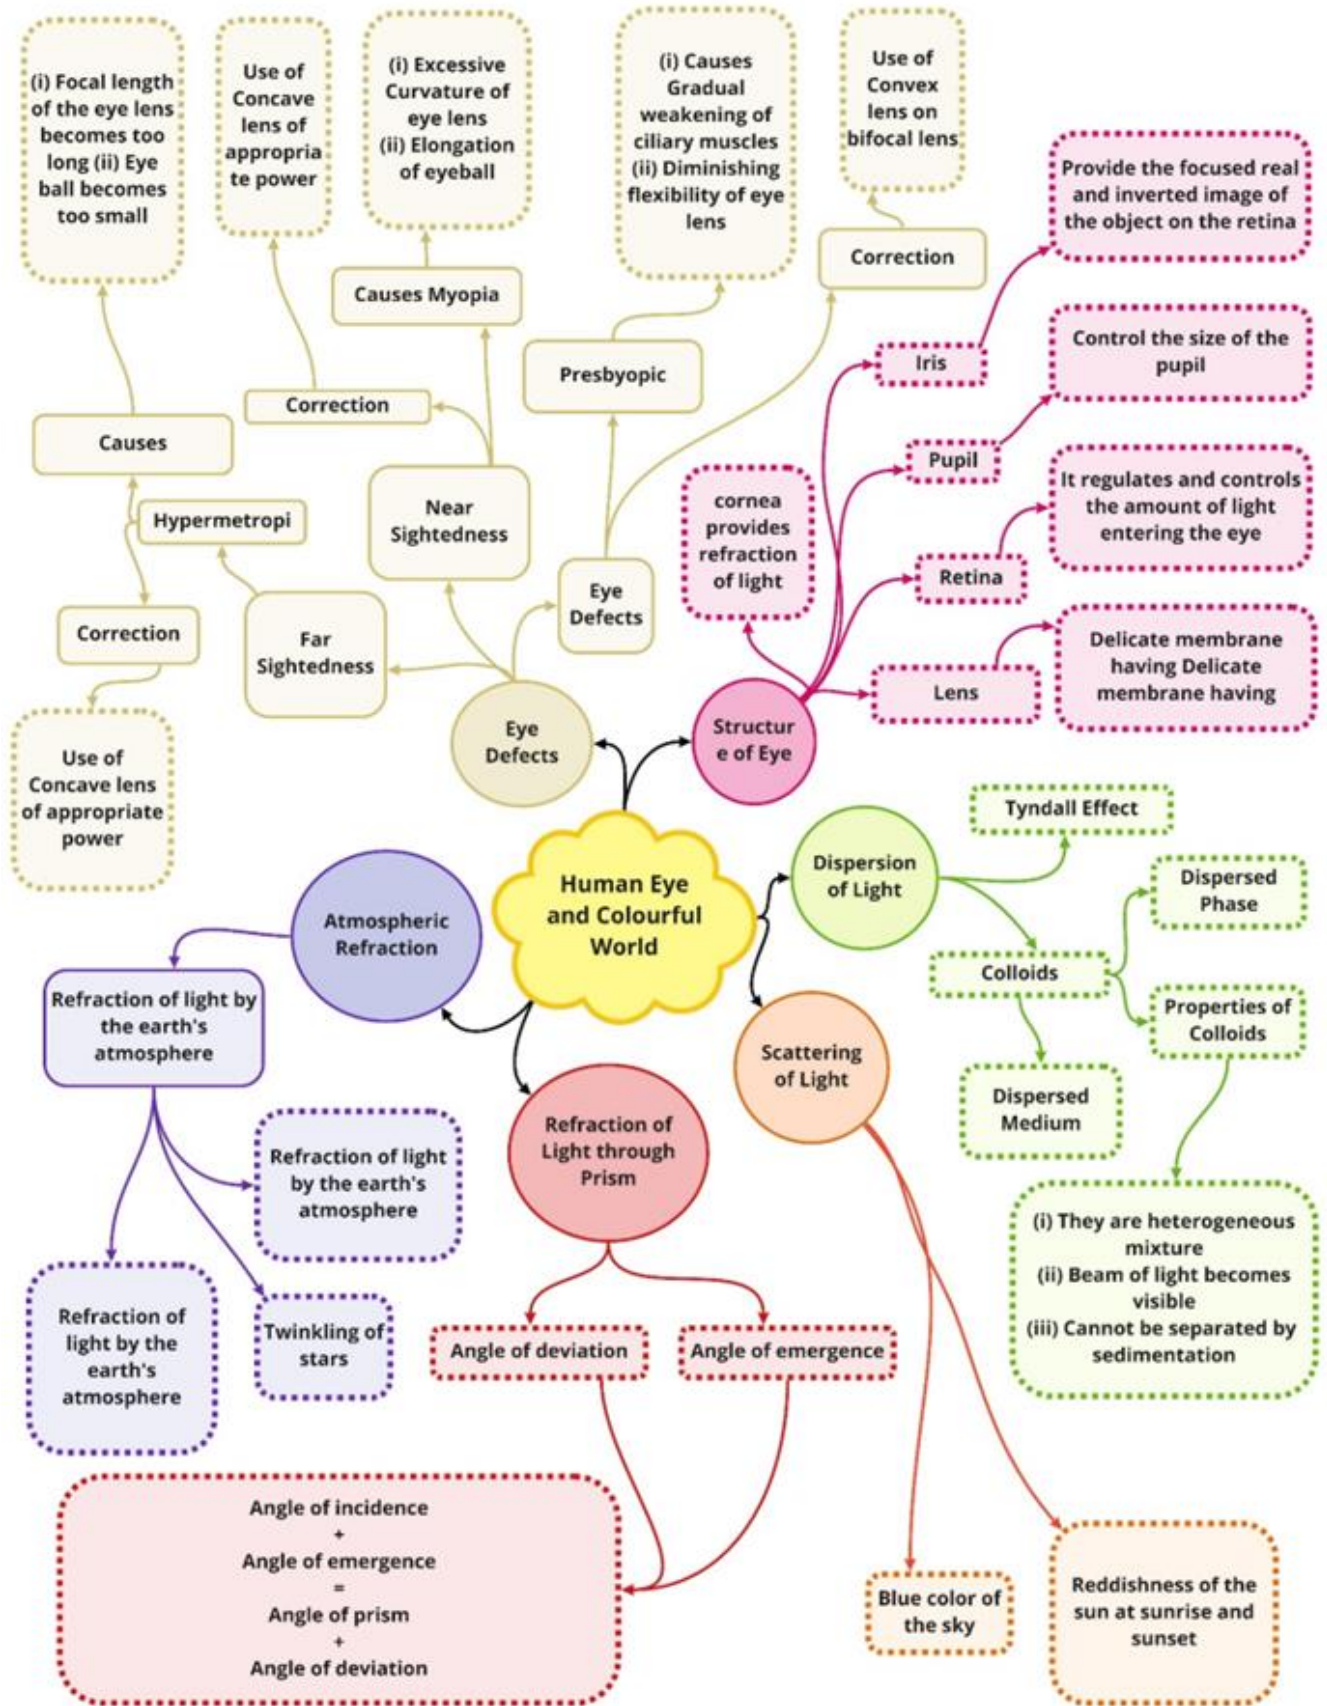 (i) Focal length
of the eye lens
becomes too
long (ii) Eye
ball becomes
too small
Use of
Concave
lens of
appropria
te power
(i) Excessive
Curvature of
eye lens
(ii) Elongation
of eyeball
(i) Causes
Gradual
weakening of
ciliary muscles
(ii) Diminishing
flexibility of eye
lens
Use of
Convex
lens on
bifocal lens
Provide the focused real
and inverted image of
the object on the retina
Correction
Causes Myopia
Iris
Control the size of the
pupil
Presbyopic
Correction
Causes
Pupil
It regulates and controls
the amount of light
entering the eye
Near
Sightedness
cornea
provides
refraction
of light
Hypermetropi
Retina
Eye
Defects
Correction
Far
Sightedness
Delicate membrane
having Delicate
membrane having
Lens
Eye
Defects
Structur
e of Eye
Use of
Concave lens
of appropriate
power
Tyndall Effect
Dispersion
of Light
Dispersed
Phase
Human Eye
and Colourful
World
Atmospheric
Refraction
Colloids
Properties of
Colloids
Refraction of light by
the earth's
atmosphere
Scattering
of Light
Dispersed
Medium
Refraction of
Light through
Prism
Refraction of light
by the earth's
atmosphere
(i) They are heterogeneous
mixture
(ii) Beam of light becomes
visible
(iii) Cannot be separated by
sedimentation
Refraction of
light by the
earth's
atmosphere
Twinkling of
stars
Angle of deviation
Angle of emergence
Angle of incidence
+
Angle of emergence
=
Angle of prism
+
Angle of deviation
Blue color of
the sky
Reddishness of the
sun at sunrise and
sunset